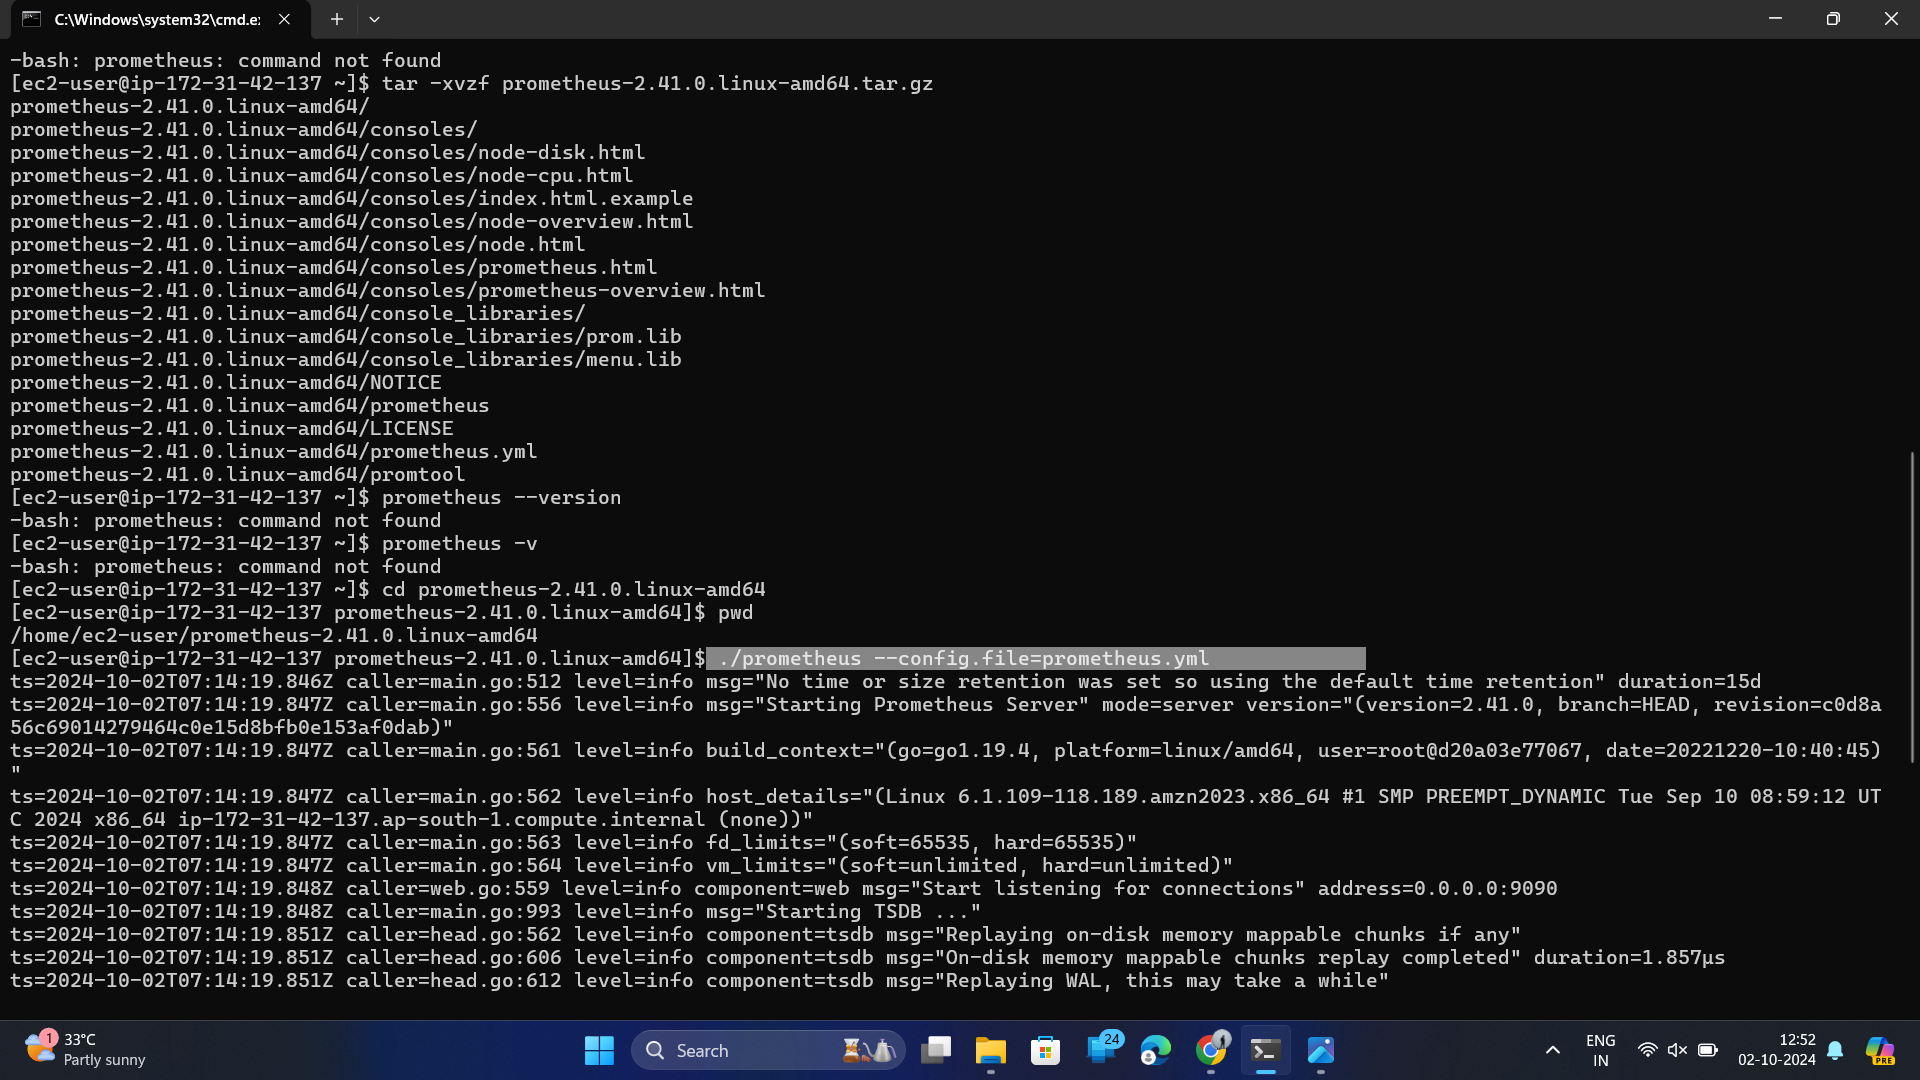 C:\Windows\system32\cmd.e:
-bash: prometheus: command not found
[ec2-user@ip-172-31-42-137 ~]$ tar -xvzf prometheus-2.41.0.linux-amd64.tar.gz
prometheus-2.41.0.linux-amd64/
prometheus-2.41.0.linux-amd64/consoles/
prometheus-2.41.0.linux-amd64/consoles/node-disk.html
prometheus-2.41.0.linux-amd64/consoles/node-cpu.html
prometheus-2.41.0.linux-amd64/consoles/index.html.example
prometheus-2.41.0.linux-amd64/consoles/node-overview.html
prometheus-2.41.0.linux-amd64/consoles/node.html
prometheus-2.41.0.linux-amd64/consoles/prometheus.html
prometheus-2.41.0.linux-amd64/consoles/prometheus-overview.html
prometheus-2.41.0.linux-amd64/console_libraries/
prometheus-2.41.0.linux-amd64/console_libraries/prom.lib
prometheus-2.41.0.linux-amd64/console_libraries/menu.lib
prometheus-2.41.0.linux-amd64/NOTICE
prometheus-2.41.0.linux-amd64/prometheus
prometheus-2.41.0.linux-amd64/LICENSE
prometheus-2.41.0.linux-amd64/prometheus.yml
prometheus-2.41.0.linux-amd64/promtool
[ec2-user@ip-172-31-42-137 ~]$ prometheus --version
-bash: prometheus: command not found
[ec2-user@ip-172-31-42-137 ~]$ prometheus -v
-bash: prometheus: command not found
[ec2-user@ip-172-31-42-137 ~]$ cd prometheus-2.41.0.linux-amd64
[ec2-user@ip-172-31-42-137 prometheus-2.41.0.linux-amd64]$ pwd
/home/ec2-user/prometheus-2.41.0.linux-amd64
[ec2-user@ip-172-31-42-137 prometheus-2.41.0.linux-amd64]$ ./prometheus --config.file=prometheus.yml
ts=2024-10-02T07:14:19.846Z caller=main.go:512 level=info msg="No time or size retention was set so using the default time retention" duration=15d
ts=2024-10-02T07:14:19.847Z caller=main.go:556 level=info msg="Starting Prometheus Server" mode=server version="(version=2.41.0, branch=HEAD, revision=c0d8a
56c69014279464c0e15d8bfb0e153af0dab)"
ts=2024-10-02T07:14:19.847Z caller=main.go:561 level=info build_context="(go=go1.19.4, platform=linux/amd64, user=root@d20a03e77067, date=20221220-10:40:45)
"
ts=2024-10-02T07:14:19.847Z caller=main.go:562 level=info host_details="(Linux 6.1.109-118.189.amzn2023.x86_64 #1 SMP PREEMPT_DYNAMIC Tue Sep 10 08:59:12 UT
C 2024 x86_64 ip-172-31-42-137.ap-south-1.compute.internal (none))"
ts=2024-10-02T07:14:19.847Z caller=main.go:563 level=info fd_limits="(soft=65535, hard=65535)"
ts=2024-10-02T07:14:19.847Z caller=main.go:564 level=info vm_limits="(soft=unlimited, hard=unlimited)"
ts=2024-10-02T07:14:19.848Z caller=web.go:559 level=info component=web msg="Start listening for connections" address=0.0.0.0:9090
ts=2024-10-02T07:14:19.848Z caller=main.go:993 level=info msg="Starting TSDB ..."
ts=2024-10-02T07:14:19.851Z caller=head.go:562 level=info component=tsdb msg="Replaying on-disk memory mappable chunks if any"
ts=2024-10-02T07:14:19.851Z caller=head.go:606 level=info component=tsdb msg="On-disk memory mappable chunks replay completed" duration=1.857µs
ts=2024-10-02T07:14:19.851Z caller=head.go:612 level=info component=tsdb msg="Replaying WAL, this may take a while"
1
33°C
Partly sunny
Search
24
ENG
IN
12:52
02-10-2024
PRE